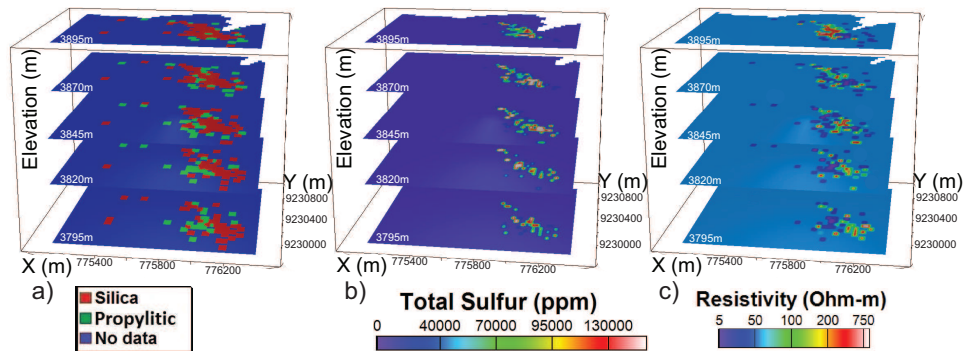 Elevation (m)
3895m
3870m
3845m
3820m
3795m
Y (m)
9230800
9230400
9230000
X (m)
775400
775800
776200
a)
Silica
Propylitic
No data
Elevation (m)
3895m
3870m
3845m
3820m
3795m
Y (m)
9230800
9230400
9230000
X (m)
775400
775800
776200
b)
Total Sulfur (ppm)
0 40000 70000 95000 130000
Elevation (m)
3895m
3870m
3845m
3820m
3795m
Y (m)
9230800
9230400
9230000
X (m)
775400
775800
776200
c)
Resistivity (Ohm-m)
5 50 100 200 750